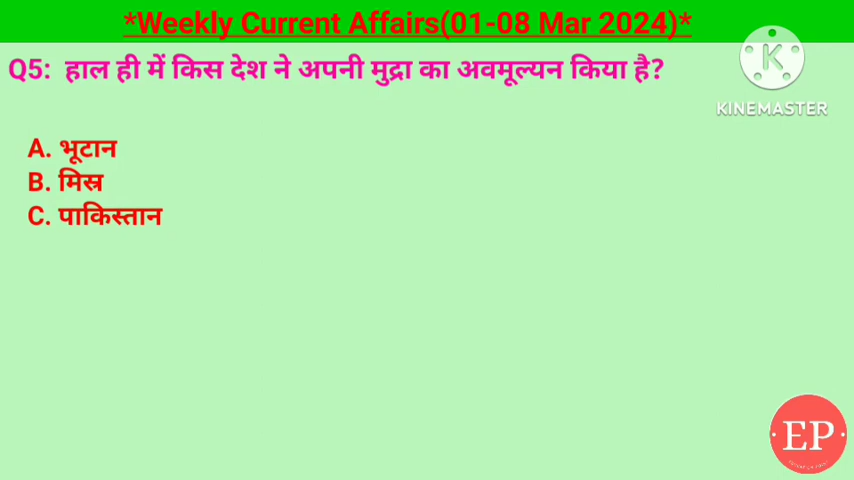 *Weekly Current Affairs(01-08 Mar 2024)*
Q5: हाल ही में किस देश ने अपनी मुद्रा का अवमूल्यन किया है?
KINEMASTER
A. भूटान
B. मिस्र
C. पाकिस्तान
EP